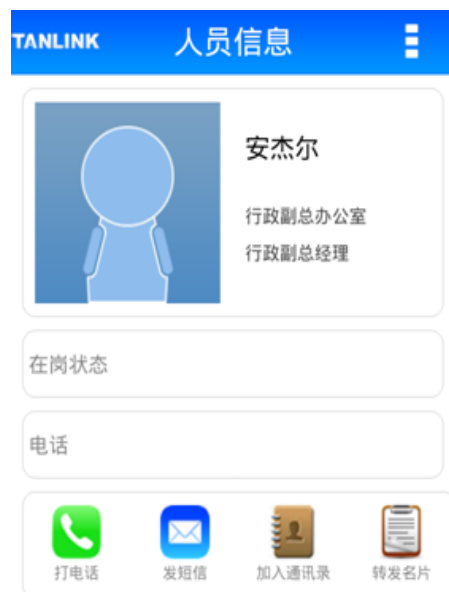 TANLINK 人员信息
安杰尔
行政副总办公室
行政副总经理
在岗状态
电话
打电话 发短信 加入通讯录 转发名片